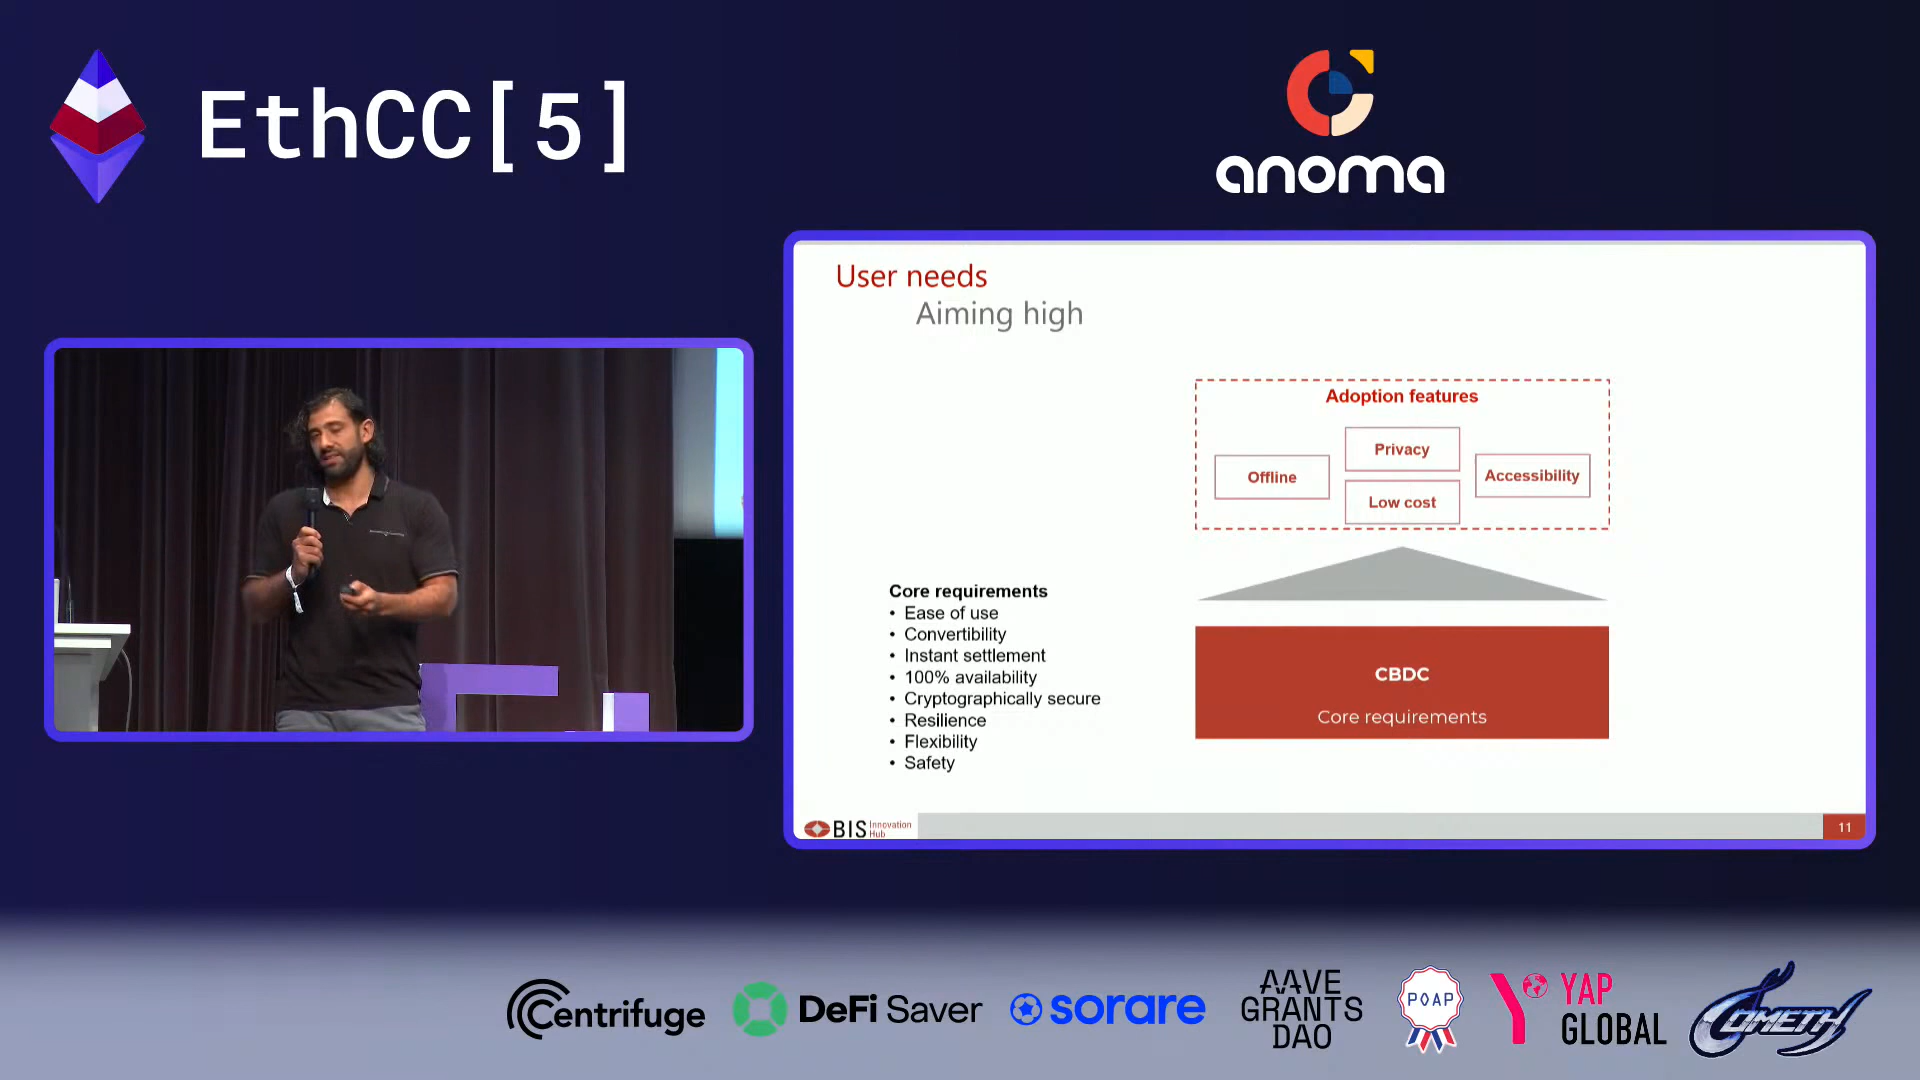 EthCC[5]
anoma
User needs
Aiming high
Adoption features
Offline
Privacy
Low cost
Accessibility
Core requirements
• Ease of use
• Convertibility
• Instant settlement
• 100% availability
• Cryptographically secure
• Resilience
• Flexibility
• Safety
CBDC
Core requirements
BIS Innovation
Hub
11
Centrifuge
DeFi Saver
sorare
AAVE
GRANTS
DAO
POAP
YAP
GLOBAL
COMETH